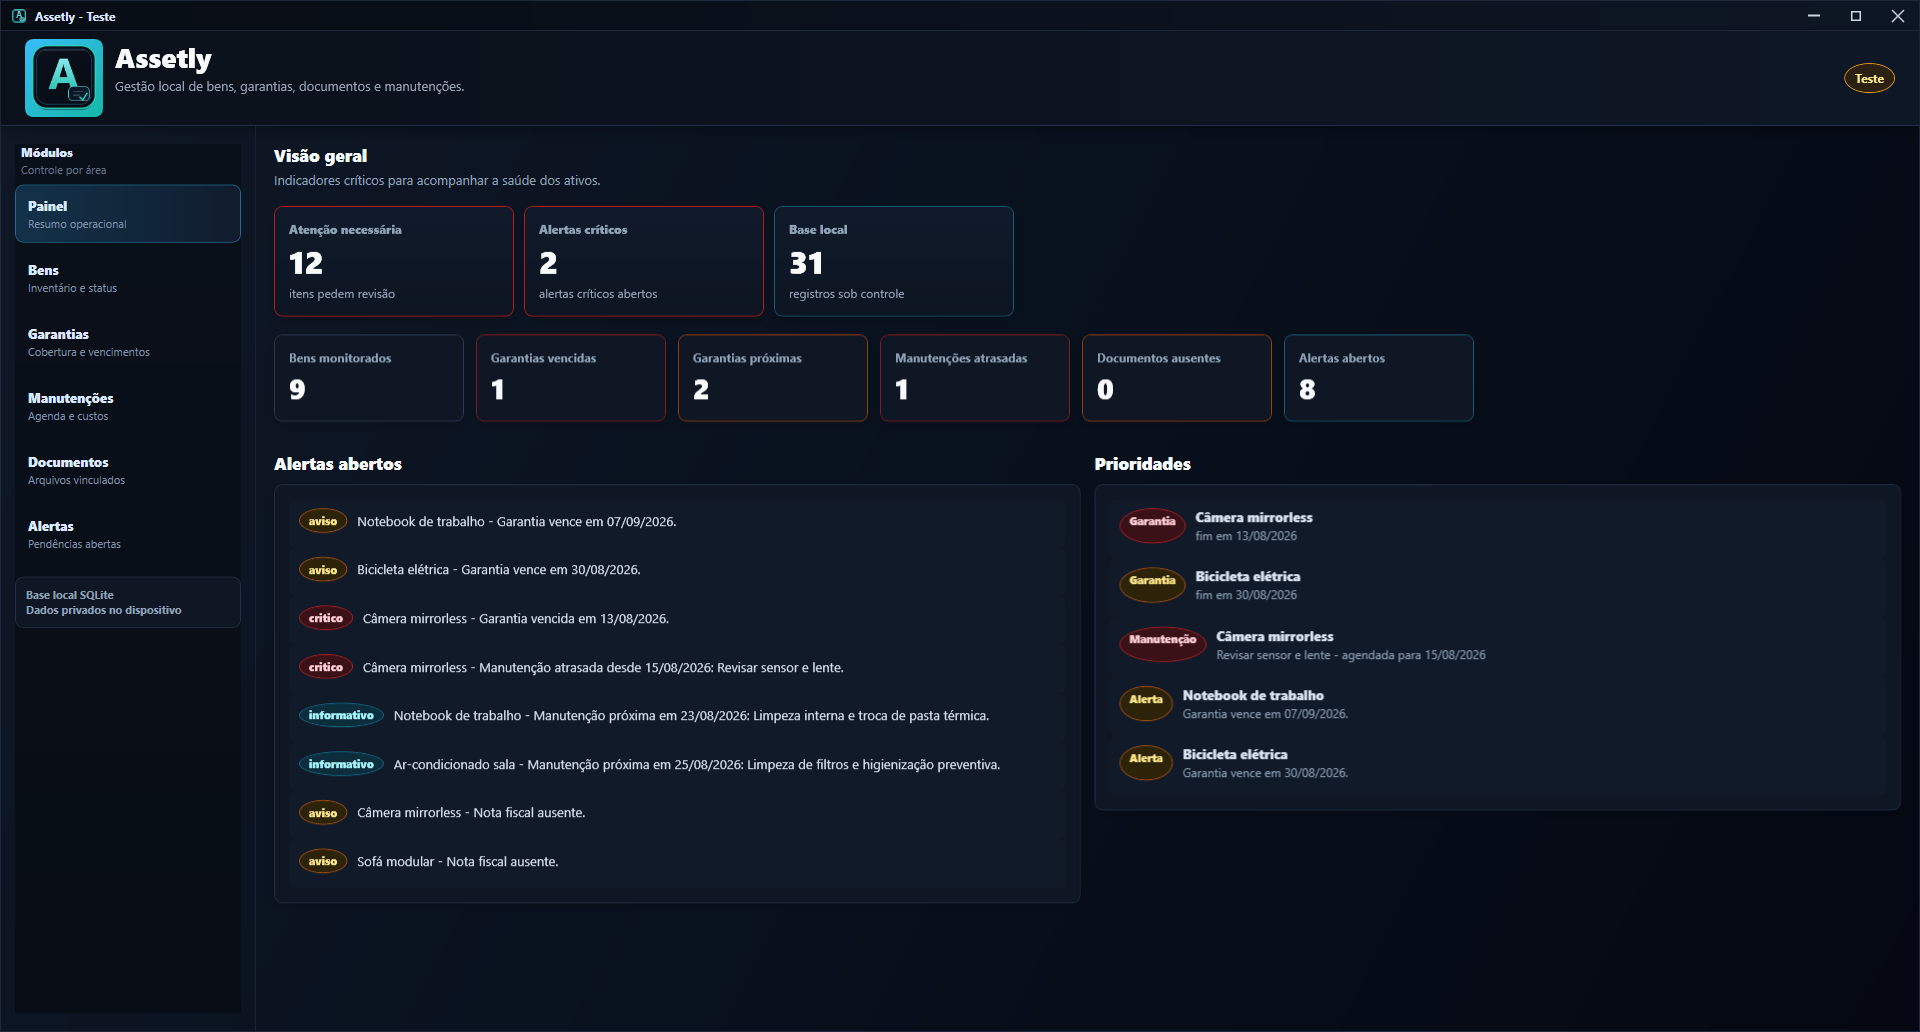 Assetly - Teste
A
Assetly
Gestão local de bens, garantias, documentos e manutenções.
Teste
Módulos
Controle por área
Painel
Resumo operacional
Bens
Inventário e status
Garantias
Cobertura e vencimentos
Manutenções
Agenda e custos
Documentos
Arquivos vinculados
Alertas
Pendências abertas
Base local SQLite
Dados privados no dispositivo
Visão geral
Indicadores críticos para acompanhar a saúde dos ativos.
Atenção necessária
12
itens pedem revisão
Alertas críticos
2
alertas críticos abertos
Base local
31
registros sob controle
Bens monitorados
9
Garantias vencidas
1
Garantias próximas
2
Manutenções atrasadas
1
Documentos ausentes
0
Alertas abertos
8
Alertas abertos
aviso Notebook de trabalho - Garantia vence em 07/09/2026.
aviso Bicicleta elétrica - Garantia vence em 30/08/2026.
critico Câmera mirrorless - Garantia vencida em 13/08/2026.
critico Câmera mirrorless - Manutenção atrasada desde 15/08/2026: Revisar sensor e lente.
informativo Notebook de trabalho - Manutenção próxima em 23/08/2026: Limpeza interna e troca de pasta térmica.
informativo Ar-condicionado sala - Manutenção próxima em 25/08/2026: Limpeza de filtros e higienização preventiva.
aviso Câmera mirrorless - Nota fiscal ausente.
aviso Sofá modular - Nota fiscal ausente.
Prioridades
Garantia Câmera mirrorless
fim em 13/08/2026
Garantia Bicicleta elétrica
fim em 30/08/2026
Manutenção Câmera mirrorless
Revisar sensor e lente - agendada para 15/08/2026
Alerta Notebook de trabalho
Garantia vence em 07/09/2026.
Alerta Bicicleta elétrica
Garantia vence em 30/08/2026.